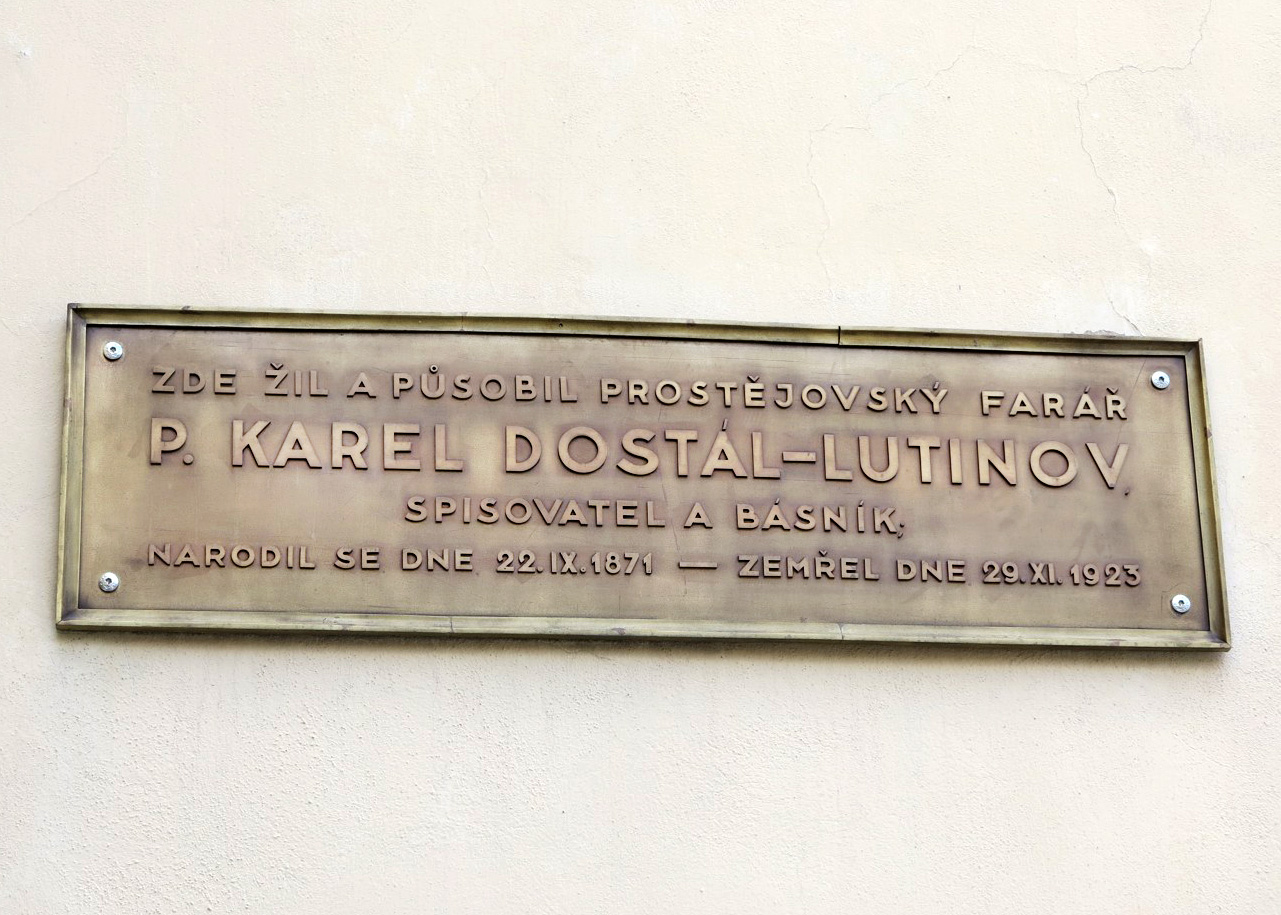 ZDE ŽIL A PŮSOBIL PROSTĚJOVSKÝ FARÁŘ
P. KAREL DOSTÁL-LUTINOV,
SPISOVATEL A BÁSNÍK;
NARODIL SE DNE 22.IX.1871 — ZEMŘEL DNE 29.XI.1923